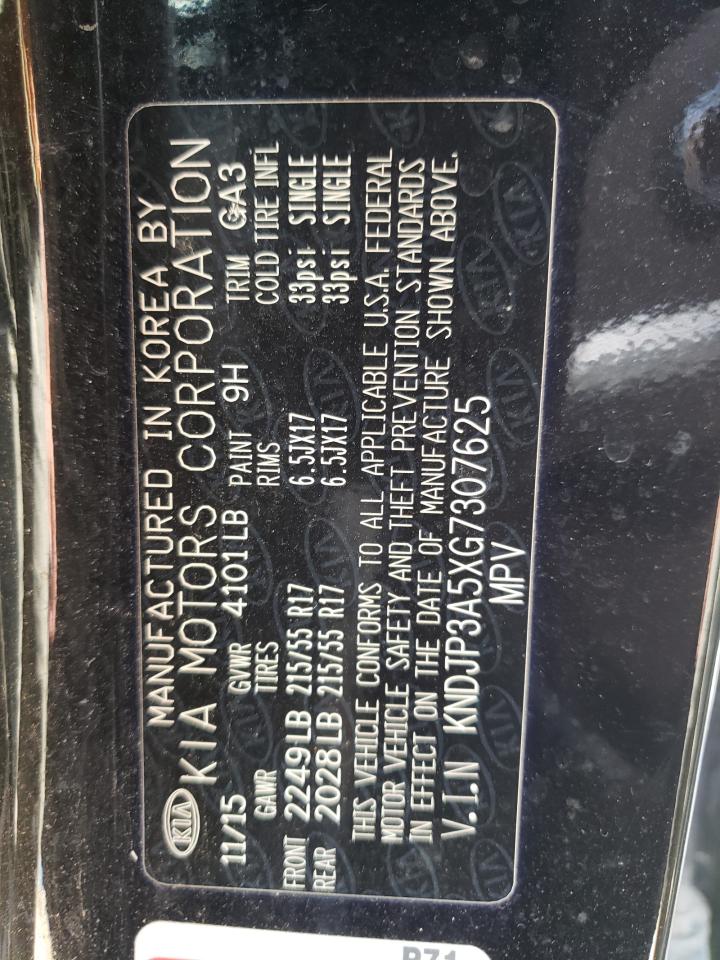 MANUFACTURED IN KOREA BY
KIA KIA MOTORS CORPORATION
11/15 GVWR 4101LB PAINT 9H TRIM GA3
GAWR TIRES RIMS COLD TIRE INFL
FRONT 2249LB 215/55 R17 6.5JX17 33psi SINGLE
REAR 2028LB 215/55 R17 6.5JX17 33psi SINGLE
THIS VEHICLE CONFORMS TO ALL APPLICABLE U.S.A. FEDERAL
MOTOR VEHICLE SAFETY AND THEFT PREVENTION STANDARDS
IN EFFECT ON THE DATE OF MANUFACTURE SHOWN ABOVE.
V.I.N KNDJP3A5XG7307625
MPV